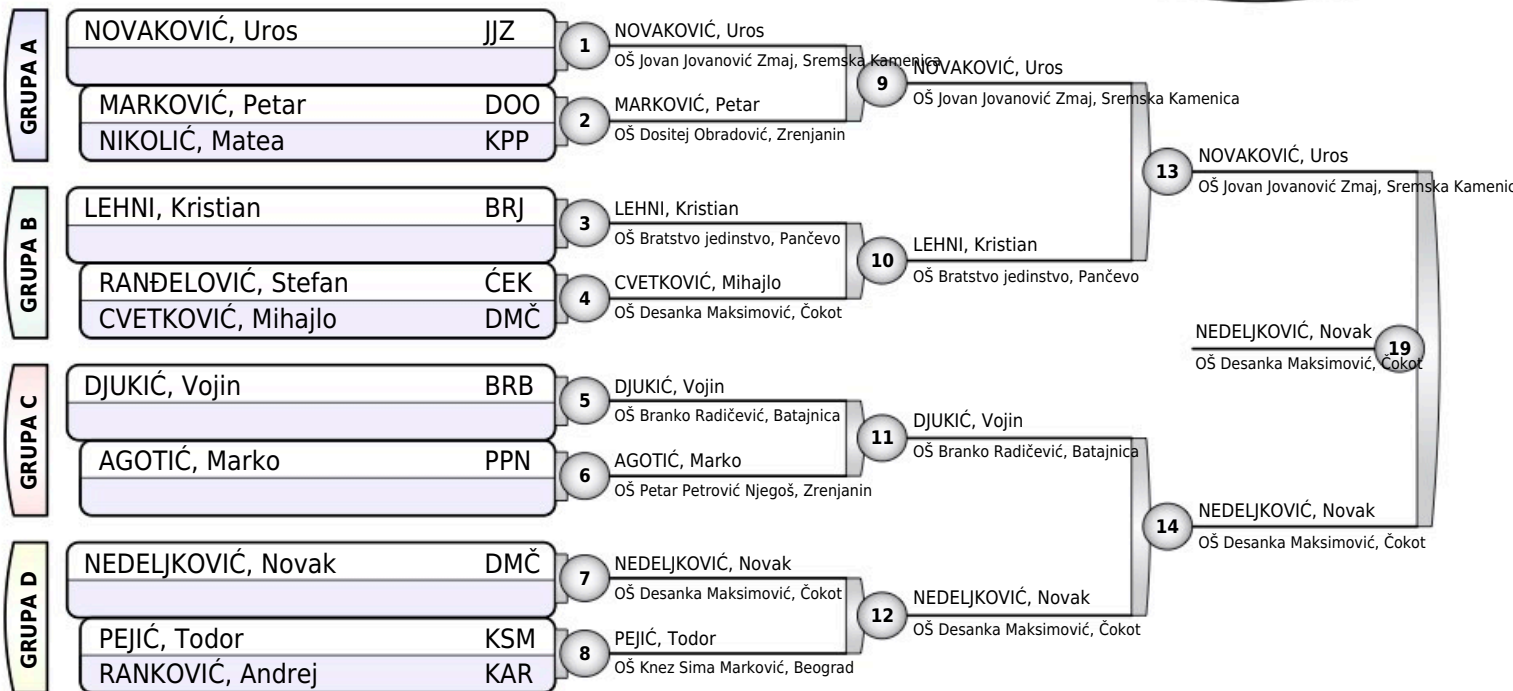 GRUPA A
NOVAKOVIĆ, Uros JJZ
MARKOVIĆ, Petar DOO
NIKOLIĆ, Matea KPP
GRUPA B
LEHNI, Kristian BRJ
RANĐELOVIĆ, Stefan ĆEK
CVETKOVIĆ, Mihajlo DMČ
GRUPA C
DJUKIĆ, Vojin BRB
AGOTIĆ, Marko PPN
GRUPA D
NEDELJKOVIĆ, Novak DMČ
PEJIĆ, Todor KSM
RANKOVIĆ, Andrej KAR
1
NOVAKOVIĆ, Uros
OŠ Jovan Jovanović Zmaj, Sremska Kamenica
2
MARKOVIĆ, Petar
OŠ Dositej Obradović, Zrenjanin
3
LEHNI, Kristian
OŠ Bratstvo jedinstvo, Pančevo
4
CVETKOVIĆ, Mihajlo
OŠ Desanka Maksimović, Čokot
5
DJUKIĆ, Vojin
OŠ Branko Radičević, Batajnica
6
AGOTIĆ, Marko
OŠ Petar Petrović Njegoš, Zrenjanin
7
NEDELJKOVIĆ, Novak
OŠ Desanka Maksimović, Čokot
8
PEJIĆ, Todor
OŠ Knez Sima Marković, Beograd
9
NOVAKOVIĆ, Uros
OŠ Jovan Jovanović Zmaj, Sremska Kamenica
10
LEHNI, Kristian
OŠ Bratstvo jedinstvo, Pančevo
11
DJUKIĆ, Vojin
OŠ Branko Radičević, Batajnica
12
NEDELJKOVIĆ, Novak
OŠ Desanka Maksimović, Čokot
13
NOVAKOVIĆ, Uros
OŠ Jovan Jovanović Zmaj, Sremska Kamenic
14
NEDELJKOVIĆ, Novak
OŠ Desanka Maksimović, Čokot
NEDELJKOVIĆ, Novak
19
OŠ Desanka Maksimović, Čokot